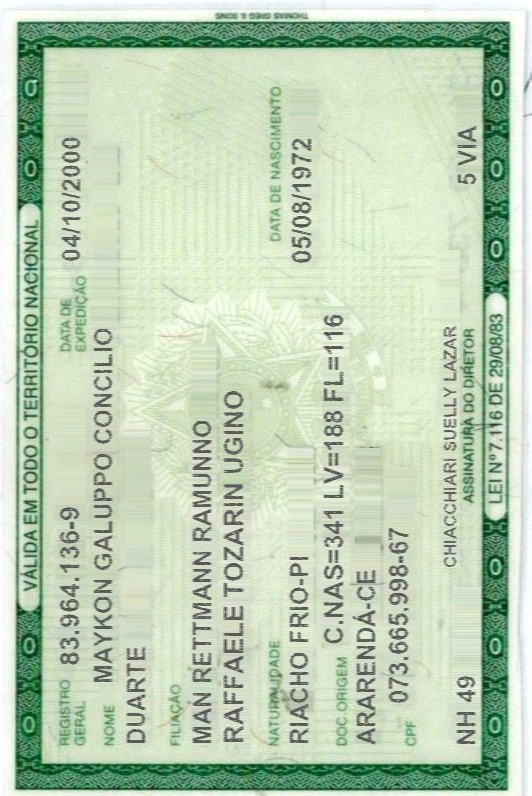 THOMAS GREG & SONS
VÁLIDA EM TODO O TERRITÓRIO NACIONAL
REGISTRO GERAL 83.964.136-9 DATA DE EXPEDIÇÃO 04/10/2000
NOME MAYKON GALUPPO CONCILIO
DUARTE
FILIAÇÃO
MAN RETTMANN RAMUNNO
RAFFAELE TOZARIN UGINO
NATURALIDADE DATA DE NASCIMENTO
RIACHO FRIO-PI 05/08/1972
DOC ORIGEM C.NAS=341 LV=188 FL=116
ARARENDÁ-CE
CPF 073.665.998-67
CHIACCHIARI SUELLY LAZAR
NH 49 ASSINATURA DO DIRETOR 5 VIA
LEI Nº 7.116 DE 29/08/83